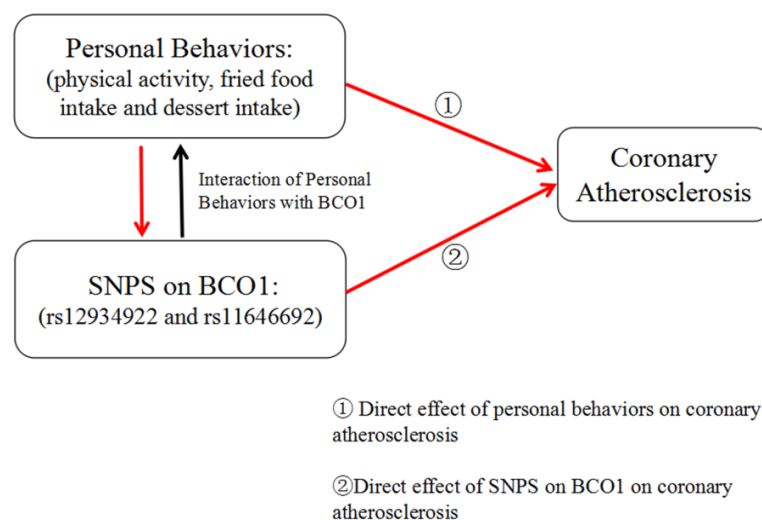 Personal Behaviors:
(physical activity, fried food
intake and dessert intake)
①
Coronary
Atherosclerosis
Interaction of Personal
Behaviors with BCO1
②
SNPS on BCO1:
(rs12934922 and rs11646692)
① Direct effect of personal behaviors on coronary
atherosclerosis
②Direct effect of SNPS on BCO1 on coronary
atherosclerosis